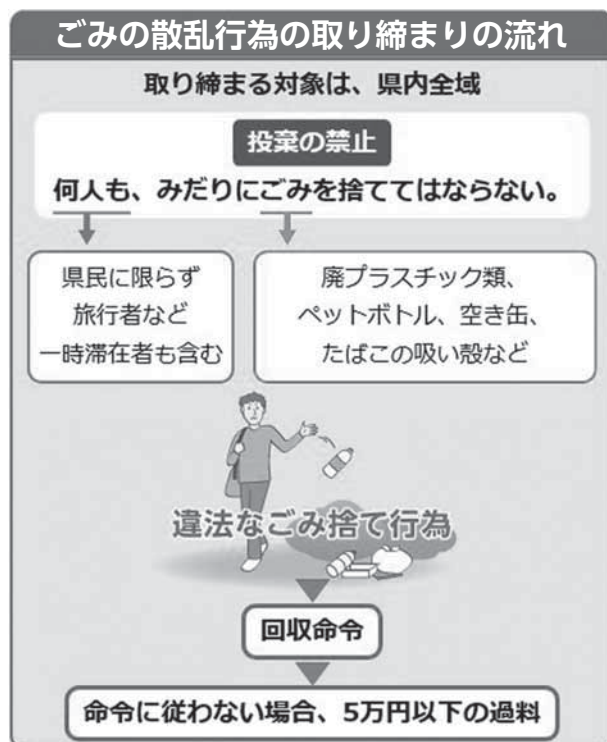 ごみの散乱行為の取り締まりの流れ
取り締まる対象は、県内全域
投棄の禁止
何人も、みだりにごみを捨ててはならない。
県民に限らず
旅行者など
一時滞在者も含む
廃プラスチック類、
ペットボトル、空き缶、
たばこの吸い殻など
違法なごみ捨て行為
回収命令
命令に従わない場合、5万円以下の過料